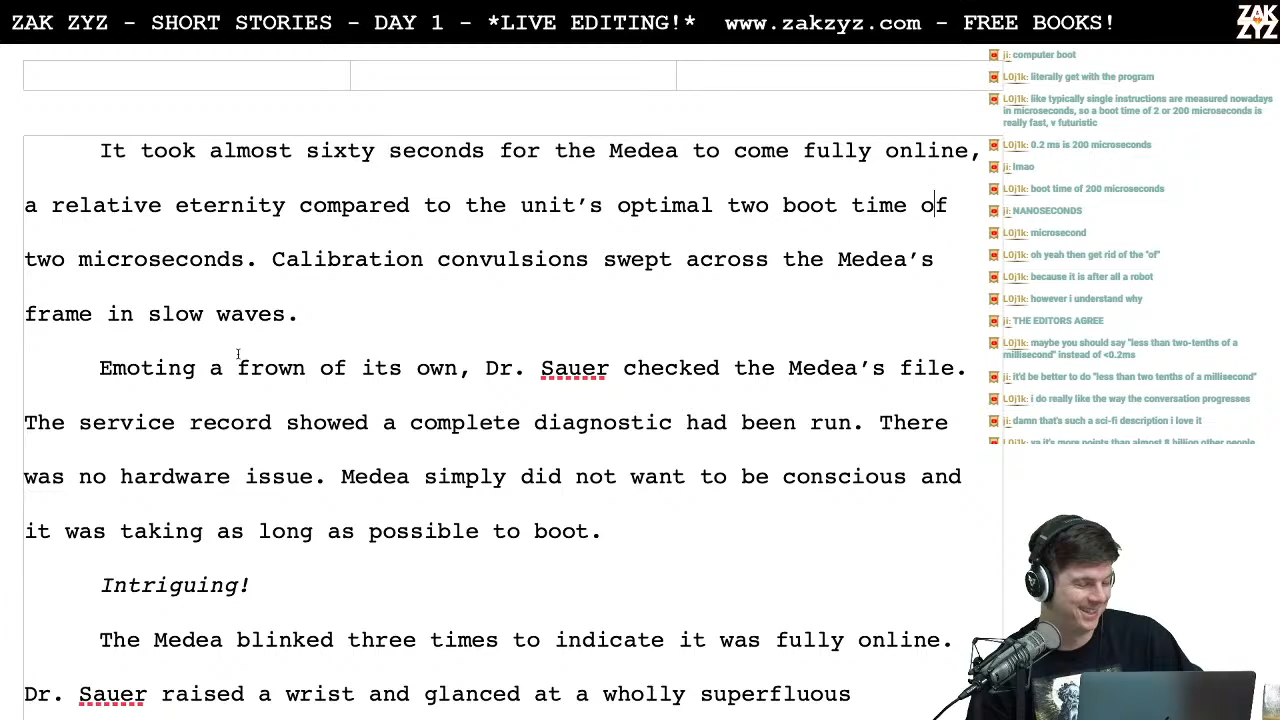 ZAK ZYZ - SHORT STORIES - DAY 1 - *LIVE EDITING!* www.zakzyz.com - FREE BOOKS!
ZAK
ZYZ
It took almost sixty seconds for the Medea to come fully online,
a relative eternity compared to the unit’s optimal two boot time of
two microseconds. Calibration convulsions swept across the Medea’s
frame in slow waves.
Emoting a frown of its own, Dr. Sauer checked the Medea’s file.
The service record showed a complete diagnostic had been run. There
was no hardware issue. Medea simply did not want to be conscious and
it was taking as long as possible to boot.
Intriguing!
The Medea blinked three times to indicate it was fully online.
Dr. Sauer raised a wrist and glanced at a wholly superfluous
ji: computer boot
L0j1k: literally get with the program
L0j1k: like typically single instructions are measured nowadays
in microseconds, so a boot time of 2 or 200 microseconds is
really fast, v futuristic
L0j1k: 0.2 ms is 200 microseconds
ji: lmao
L0j1k: boot time of 200 microseconds
ji: NANOSECONDS
L0j1k: microsecond
L0j1k: oh yeah then get rid of the "of"
L0j1k: because it is after all a robot
L0j1k: however i understand why
ji: THE EDITORS AGREE
L0j1k: maybe you should say "less than two-tenths of a
millisecond" instead of <0.2ms
ji: it'd be better to do "less than two tenths of a millisecond"
L0j1k: i do really like the way the conversation progresses
ji: damn that's such a sci-fi description i love it
L0j1k: ya it's more points than almost 8 billion other people